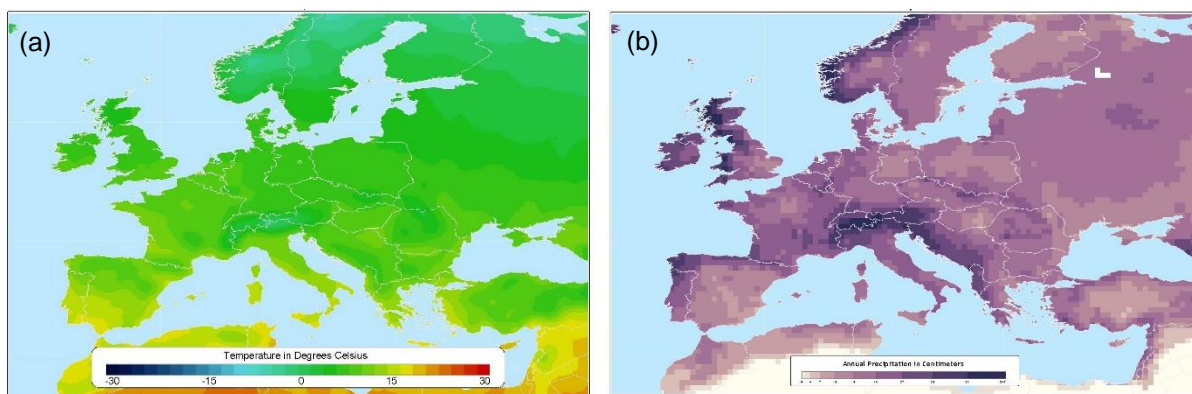 (a)
(b)
Temperature in Degrees Celsius
-30 -15 0 15 30
Annual Precipitation in Centimeters